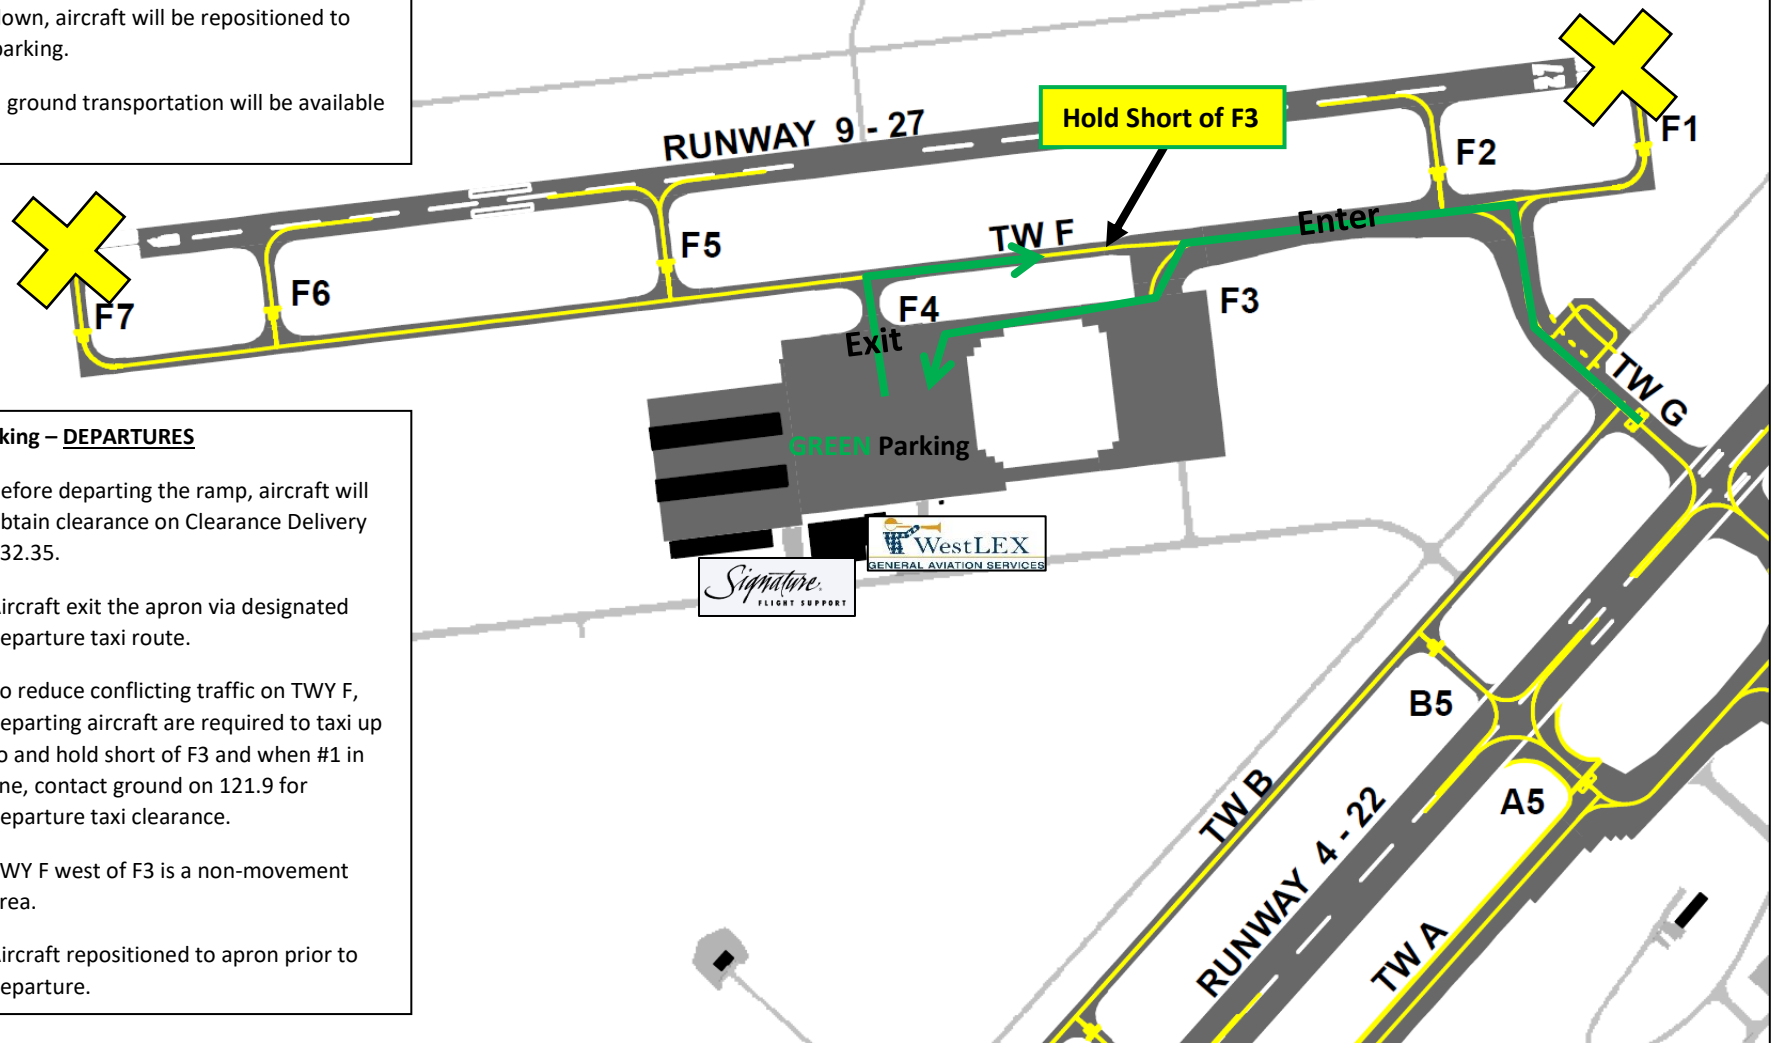 down, aircraft will be repositioned to
parking.
ground transportation will be available
RUNWAY 9 - 27
Hold Short of F3
F1
F2
TW F
Enter
F5
F6
F7
F4
F3
Exit
TW G
GREEN Parking
WestLEX
GENERAL AVIATION SERVICES
Signature.
FLIGHT SUPPORT
king – DEPARTURES
efore departing the ramp, aircraft will
btain clearance on Clearance Delivery
32.35.
ircraft exit the apron via designated
eparture taxi route.
o reduce conflicting traffic on TWY F,
eparting aircraft are required to taxi up
o and hold short of F3 and when #1 in
ne, contact ground on 121.9 for
eparture taxi clearance.
WY F west of F3 is a non-movement
rea.
ircraft repositioned to apron prior to
eparture.
B5
A5
TW B
RUNWAY 4 - 22
TW A